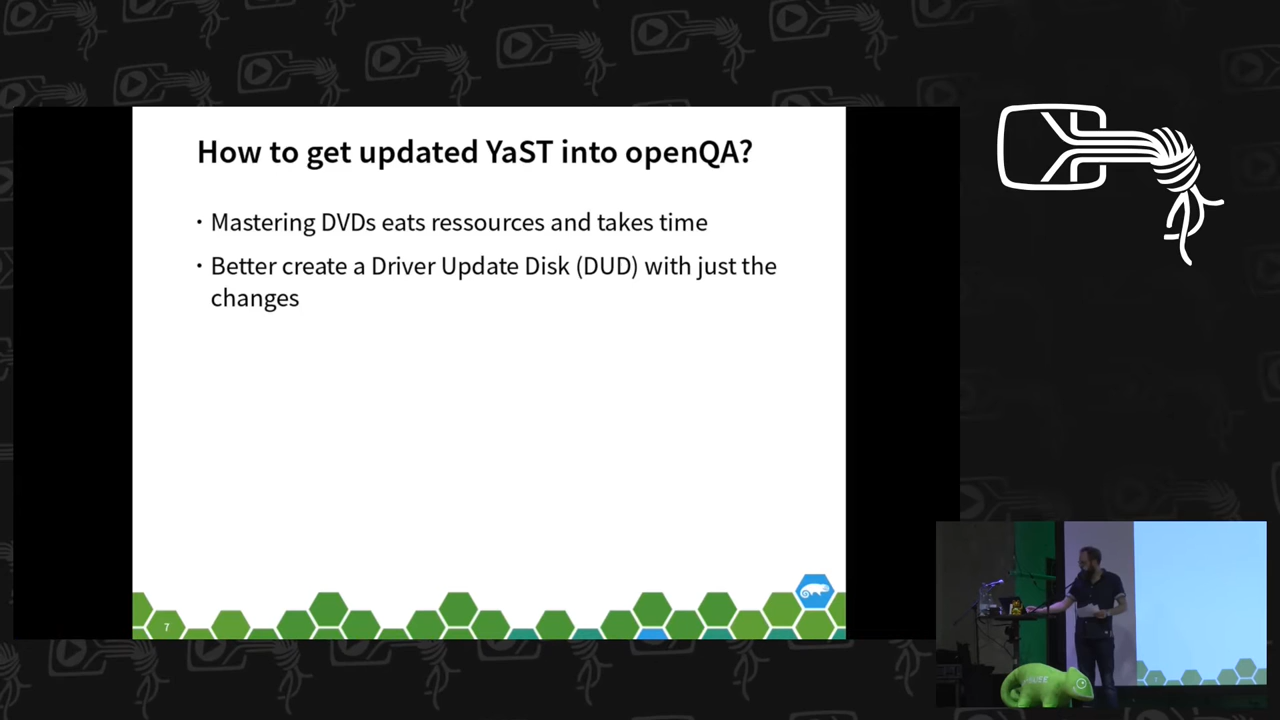 How to get updated YaST into openQA?
• Mastering DVDs eats ressources and takes time
• Better create a Driver Update Disk (DUD) with just the
changes
7